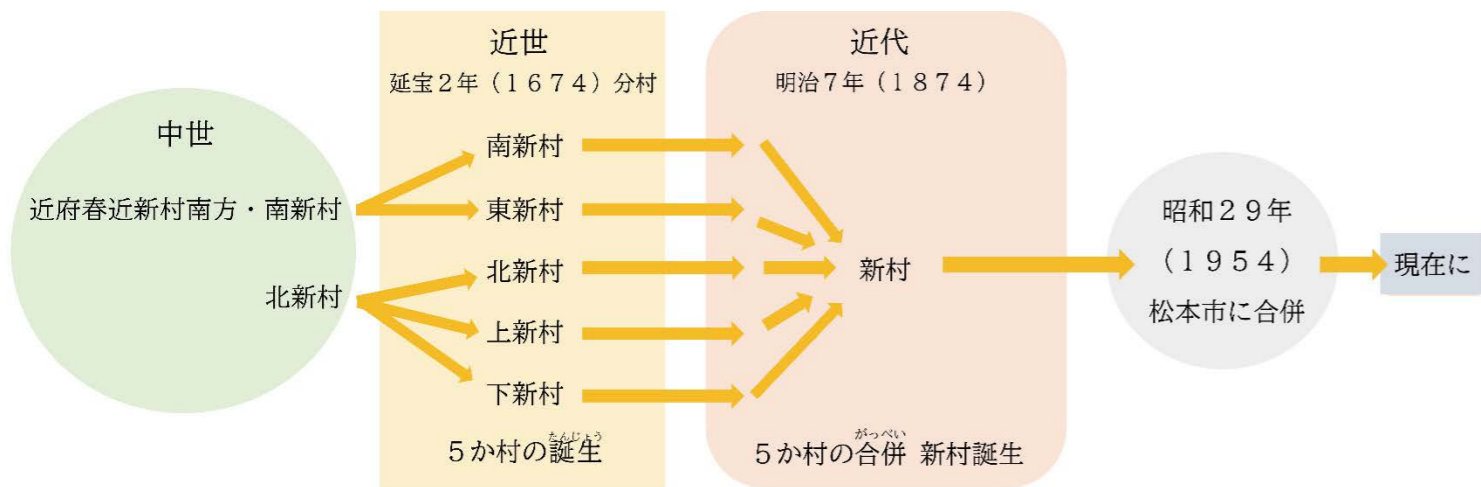 中世
近府春近新村南方・南新村
北新村
近世
延宝２年（１６７４）分村
南新村
東新村
北新村
上新村
下新村
たんじょう
５か村の誕生
近代
明治７年（１８７４）
新村
がっぺい
５か村の合併 新村誕生
昭和２９年
（１９５４）
松本市に合併
現在に